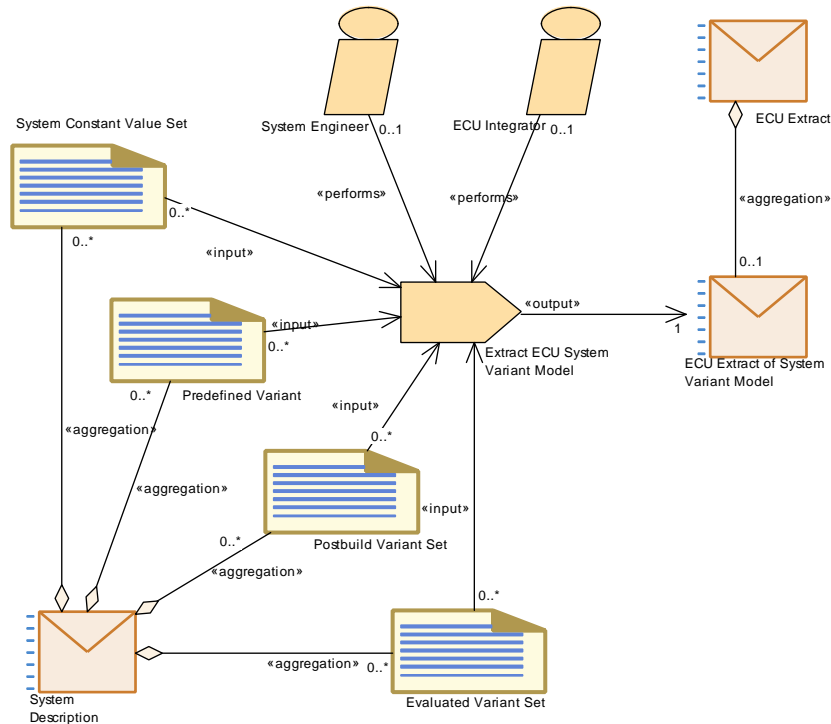 System Constant Value Set
System Engineer
0..1
ECU Integrator
0..1
ECU Extract
«performs»
«performs»
«aggregation»
0..*
0..*
«input»
0..1
«output»
1
«input»
0..*
Extract ECU System
Variant Model
ECU Extract of System
Variant Model
0..*
Predefined Variant
«input»
«aggregation»
0..*
«aggregation»
«input»
0..*
Postbuild Variant Set
«aggregation»
0..*
«aggregation»
0..*
System
Description
Evaluated Variant Set